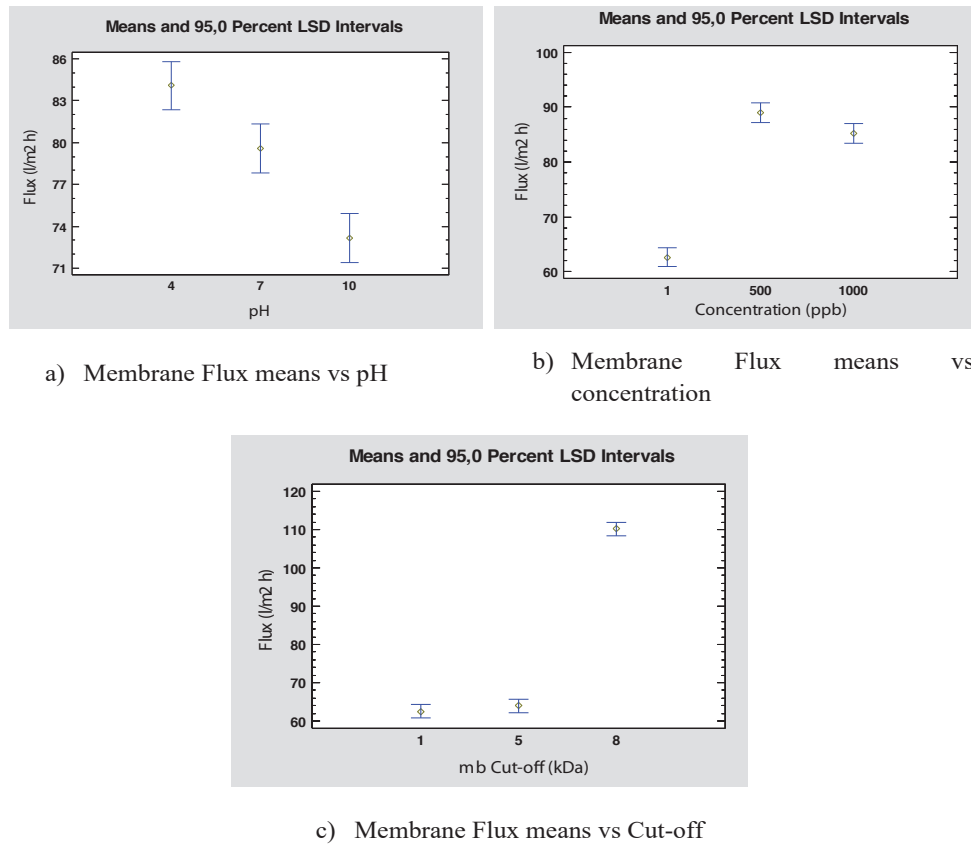 Means and 95,0 Percent LSD Intervals
86
83
80
77
74
71
Flux (l/m2 h)
4 7 10
pH
a) Membrane Flux means vs pH
Means and 95,0 Percent LSD Intervals
100
90
80
70
60
Flux (l/m2 h)
1 500 1000
Concentration (ppb)
b) Membrane Flux means vs
concentration
Means and 95,0 Percent LSD Intervals
120
110
100
90
80
70
60
Flux (l/m2 h)
1 5 8
mb Cut-off (kDa)
c) Membrane Flux means vs Cut-off